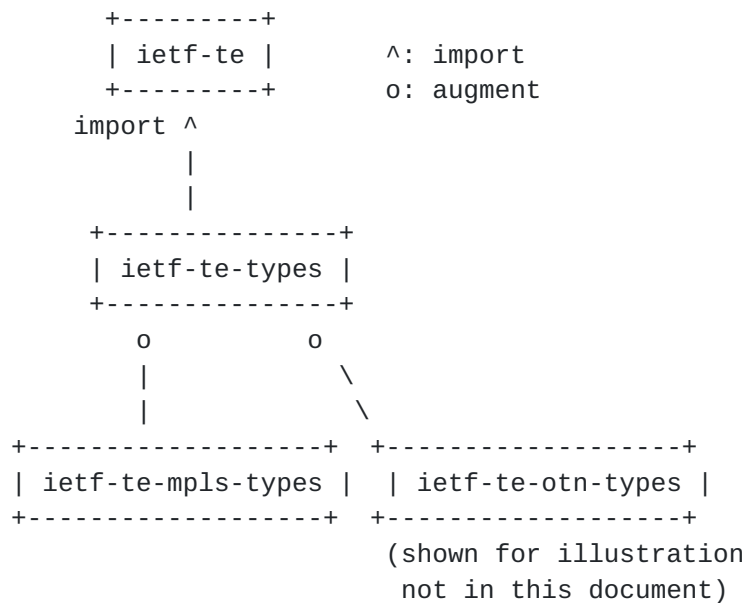 +---------+
| ietf-te |       ^: import
+---------+       o: augment
import ^
|
|
+---------------+
| ietf-te-types |
+---------------+
o         o
|           \
|            \
+-------------------+  +-------------------+
| ietf-te-mpls-types |  | ietf-te-otn-types |
+-------------------+  +-------------------+
(shown for illustration
not in this document)